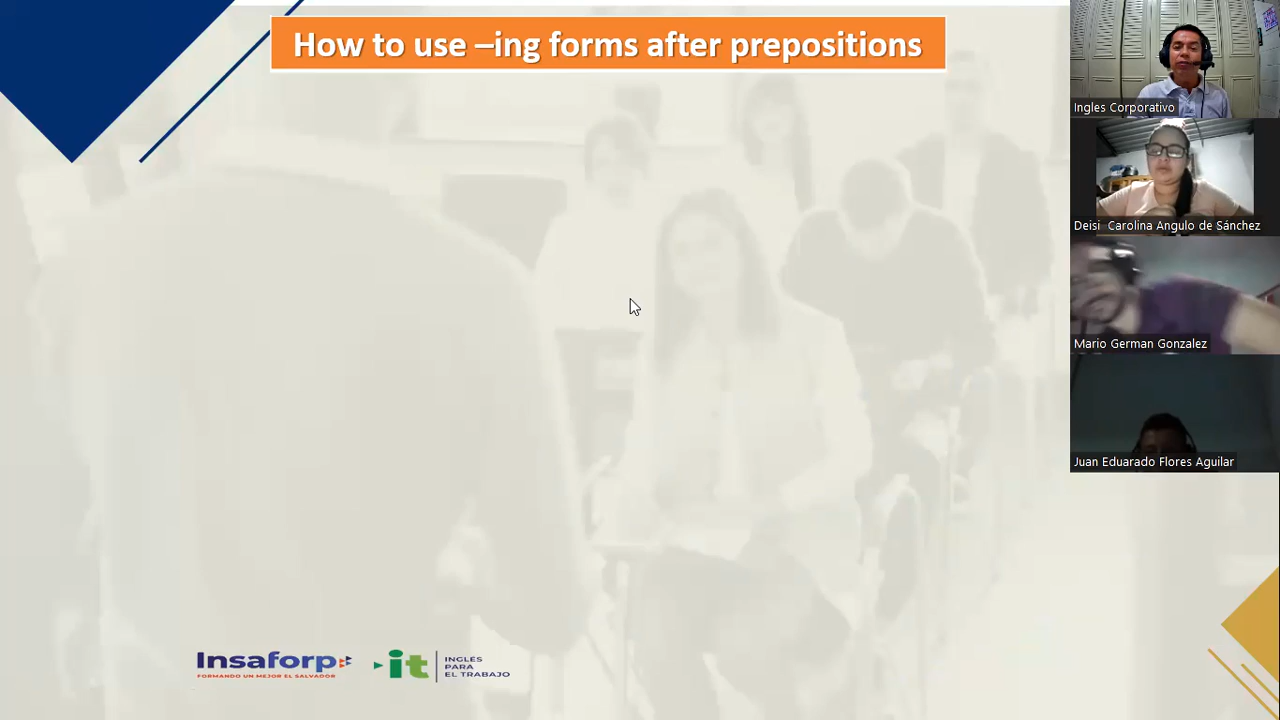 How to use –ing forms after prepositions
Ingles Corporativo
Deisi Carolina Angulo de Sánchez
Mario German Gonzalez
Juan Eduarado Flores Aguilar
Insaforp
FORMANDO UN MEJOR EL SALVADOR
it
INGLÉS
PARA
EL TRABAJO